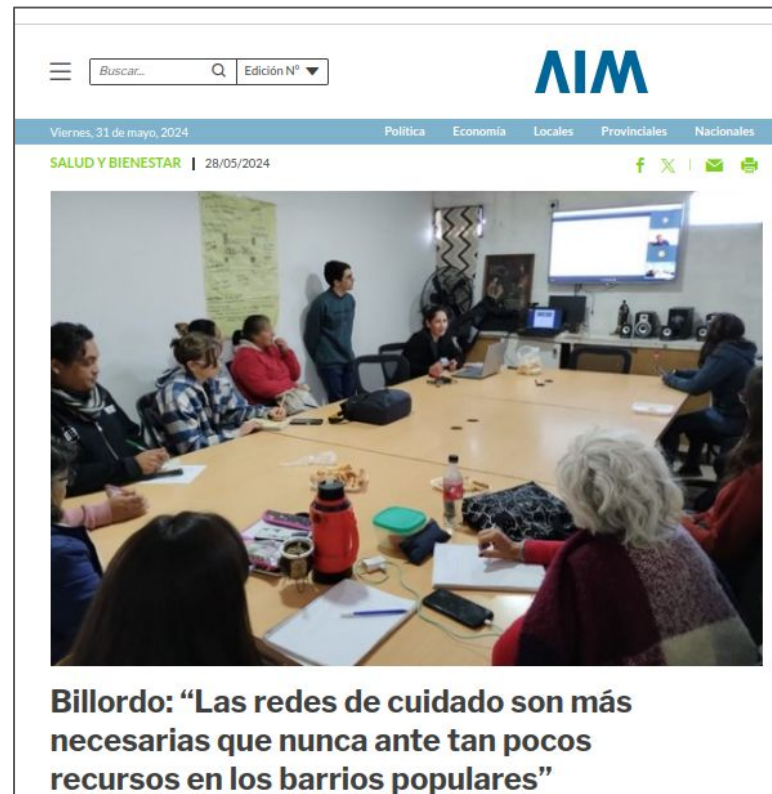 Buscar...
Edición Nº
AIM
Viernes, 31 de mayo, 2024
Política Economía Locales Provinciales Nacionales
SALUD Y BIENESTAR | 28/05/2024
Billordo: “Las redes de cuidado son más
necesarias que nunca ante tan pocos
recursos en los barrios populares”